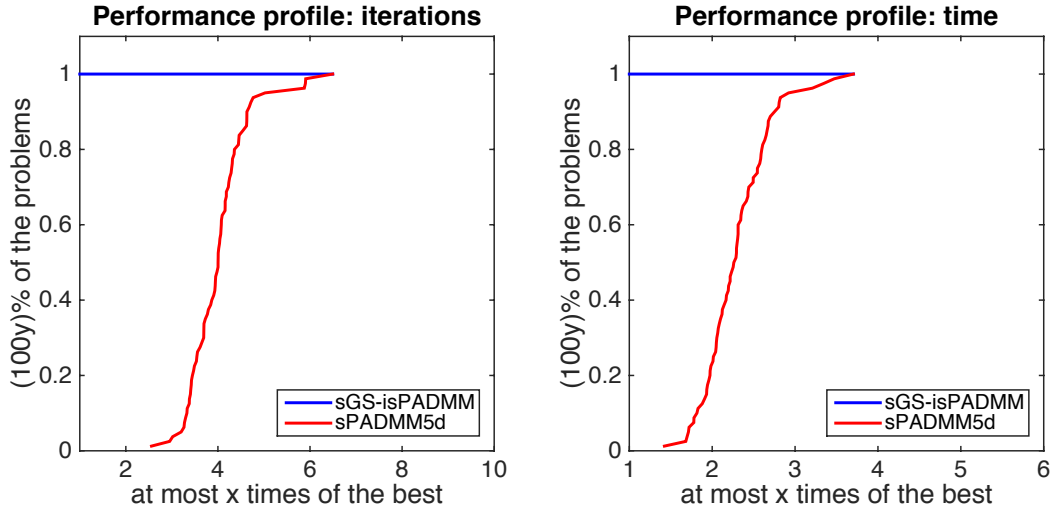 Performance profile: iterations
(100y)% of the problems
1
0.8
0.6
0.4
0.2
0
2 4 6 8 10
at most x times of the best
sGS-isPADMM
sPADMM5d
Performance profile: time
(100y)% of the problems
1
0.8
0.6
0.4
0.2
0
1 2 3 4 5 6
at most x times of the best
sGS-isPADMM
sPADMM5d